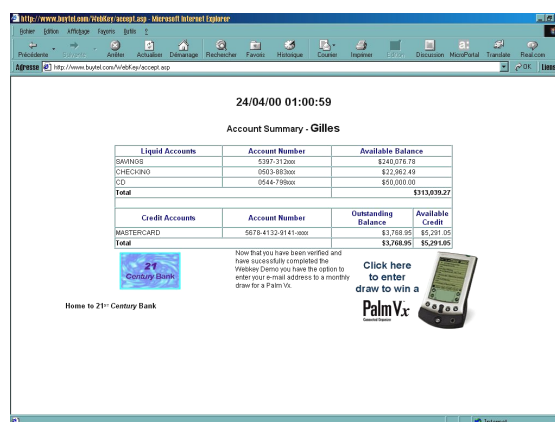 http://www.buytel.com/WebKey/accept.asp - Microsoft Internet Explorer
Fichier Edition Affichage Favoris Outils ?
Précédente Arrêter Actualiser Démarrage Rechercher Favoris Historique Courrier Imprimer Edition Discussion MicroPortal Translate Real.com
Adresse http://www.buytel.com/WebKey/accept.asp OK Liens
24/04/00 01:00:59
Account Summary - Gilles
Liquid Accounts Account Number Available Balance
SAVINGS 5397-312xxx $240,076.78
CHECKING 0503-883xxx $22,962.49
CD 0544-799xxx $50,000.00
Total $313,039.27
Credit Accounts Account Number Outstanding Balance Available Credit
MASTERCARD 5678-4132-9141-xxxx $3,768.95 $5,291.05
Total $3,768.95 $5,291.05
21
Century Bank
Now that you have been verified and
have sucessfully completed the
Webkey Demo you have the option to
enter your e-mail address to a monthly
draw for a Palm Vx.
Click here
to enter
draw to win a
Palm Vx
Connected Organizer
Home to 21st Century Bank
Internet